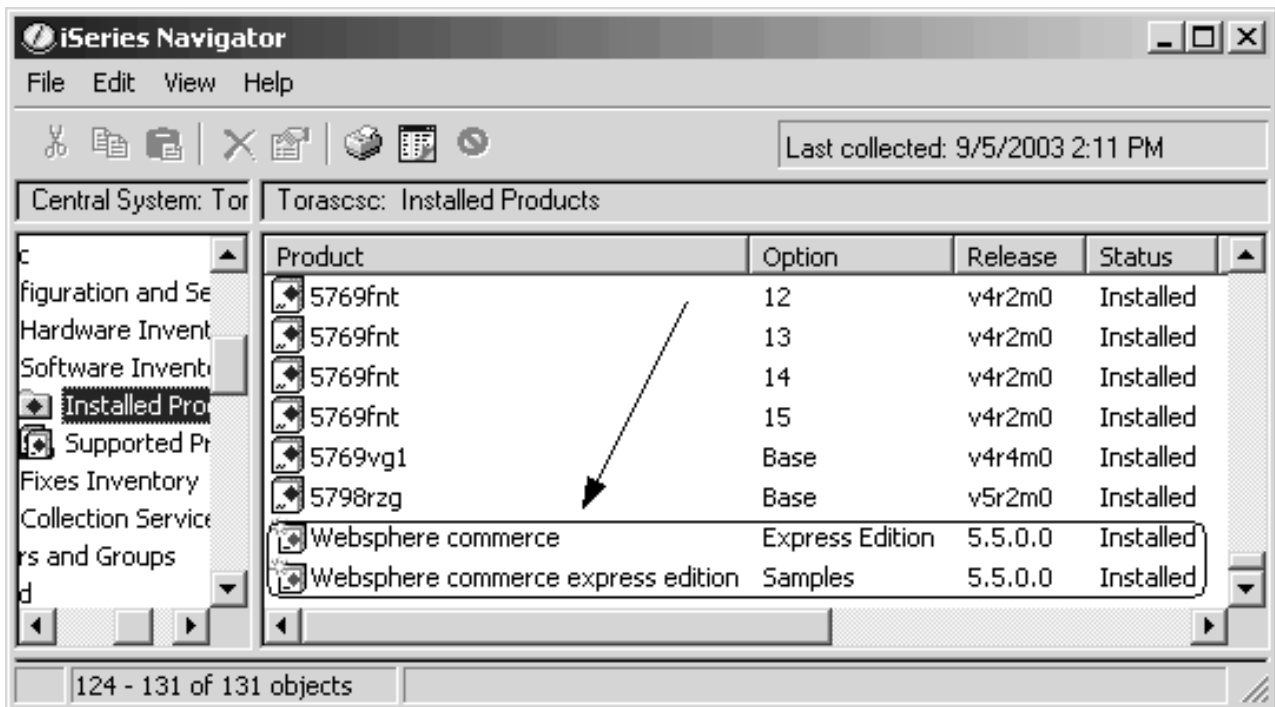 iSeries Navigator
File Edit View Help
Last collected: 9/5/2003 2:11 PM
Central System: Tor
Torascsc: Installed Products
c
figuration and Se
Hardware Invent
Software Invent
Installed Pro
Supported Pr
Fixes Inventory
Collection Service
rs and Groups
d
Product Option Release Status
5769fnt 12 v4r2m0 Installed
5769fnt 13 v4r2m0 Installed
5769fnt 14 v4r2m0 Installed
5769fnt 15 v4r2m0 Installed
5769vg1 Base v4r4m0 Installed
5798rzg Base v5r2m0 Installed
Websphere commerce Express Edition 5.5.0.0 Installed
Websphere commerce express edition Samples 5.5.0.0 Installed
124 - 131 of 131 objects